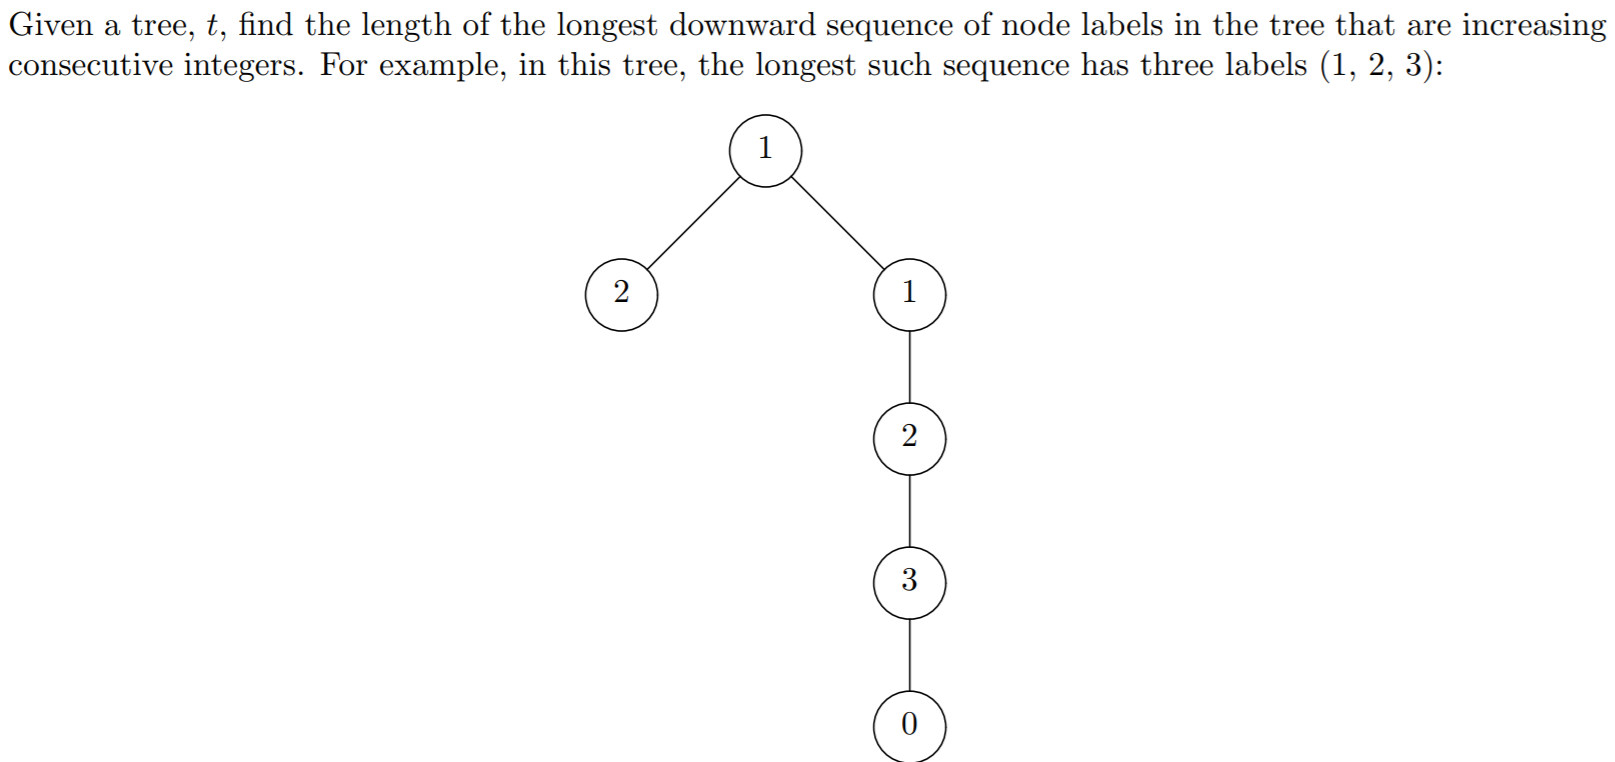 Given a tree, t, find the length of the longest downward sequence of node labels in the tree that are increasing
consecutive integers. For example, in this tree, the longest such sequence has three labels (1, 2, 3):
1
2 1
2
3
0